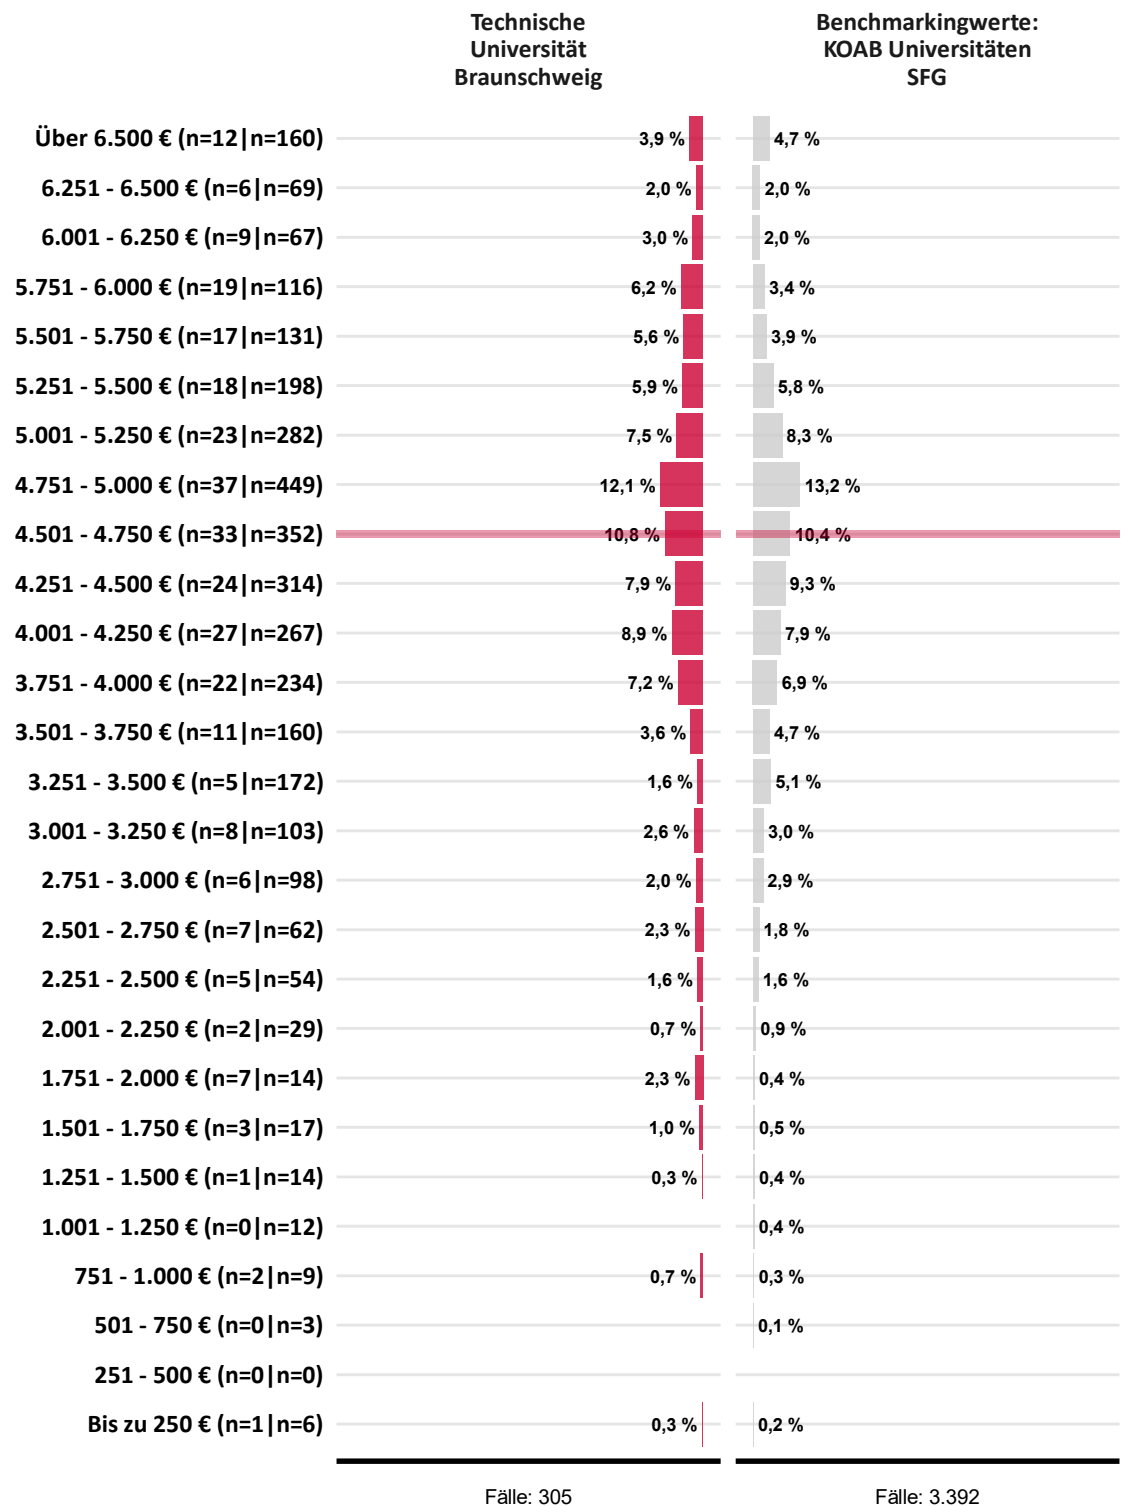 Technische
Universität
Braunschweig
Benchmarkingwerte:
KOAB Universitäten
SFG
Über 6.500 € (n=12|n=160) 3,9 % 4,7 %
6.251 - 6.500 € (n=6|n=69) 2,0 % 2,0 %
6.001 - 6.250 € (n=9|n=67) 3,0 % 2,0 %
5.751 - 6.000 € (n=19|n=116) 6,2 % 3,4 %
5.501 - 5.750 € (n=17|n=131) 5,6 % 3,9 %
5.251 - 5.500 € (n=18|n=198) 5,9 % 5,8 %
5.001 - 5.250 € (n=23|n=282) 7,5 % 8,3 %
4.751 - 5.000 € (n=37|n=449) 12,1 % 13,2 %
4.501 - 4.750 € (n=33|n=352) 10,8 % 10,4 %
4.251 - 4.500 € (n=24|n=314) 7,9 % 9,3 %
4.001 - 4.250 € (n=27|n=267) 8,9 % 7,9 %
3.751 - 4.000 € (n=22|n=234) 7,2 % 6,9 %
3.501 - 3.750 € (n=11|n=160) 3,6 % 4,7 %
3.251 - 3.500 € (n=5|n=172) 1,6 % 5,1 %
3.001 - 3.250 € (n=8|n=103) 2,6 % 3,0 %
2.751 - 3.000 € (n=6|n=98) 2,0 % 2,9 %
2.501 - 2.750 € (n=7|n=62) 2,3 % 1,8 %
2.251 - 2.500 € (n=5|n=54) 1,6 % 1,6 %
2.001 - 2.250 € (n=2|n=29) 0,7 % 0,9 %
1.751 - 2.000 € (n=7|n=14) 2,3 % 0,4 %
1.501 - 1.750 € (n=3|n=17) 1,0 % 0,5 %
1.251 - 1.500 € (n=1|n=14) 0,3 % 0,4 %
1.001 - 1.250 € (n=0|n=12) 0,4 %
751 - 1.000 € (n=2|n=9) 0,7 % 0,3 %
501 - 750 € (n=0|n=3) 0,1 %
251 - 500 € (n=0|n=0)
Bis zu 250 € (n=1|n=6) 0,3 % 0,2 %
Fälle: 305 Fälle: 3.392